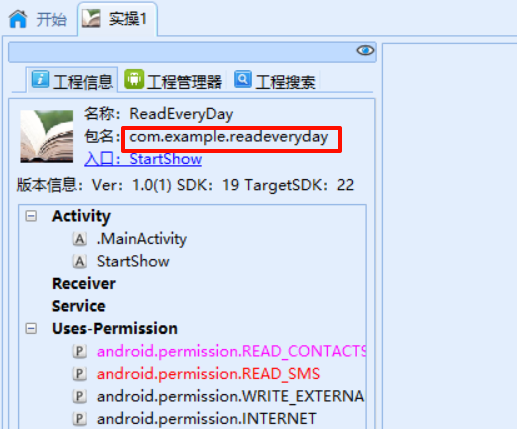 开始 实操1
工程信息 工程管理器 工程搜索
名称: ReadEveryDay
包名: com.example.readeveryday
入口: StartShow
版本信息: Ver: 1.0(1) SDK: 19 TargetSDK: 22
Activity
A .MainActivity
A StartShow
Receiver
Service
Uses-Permission
P android.permission.READ_CONTACTS
P android.permission.READ_SMS
P android.permission.WRITE_EXTERNA
P android.permission.INTERNET